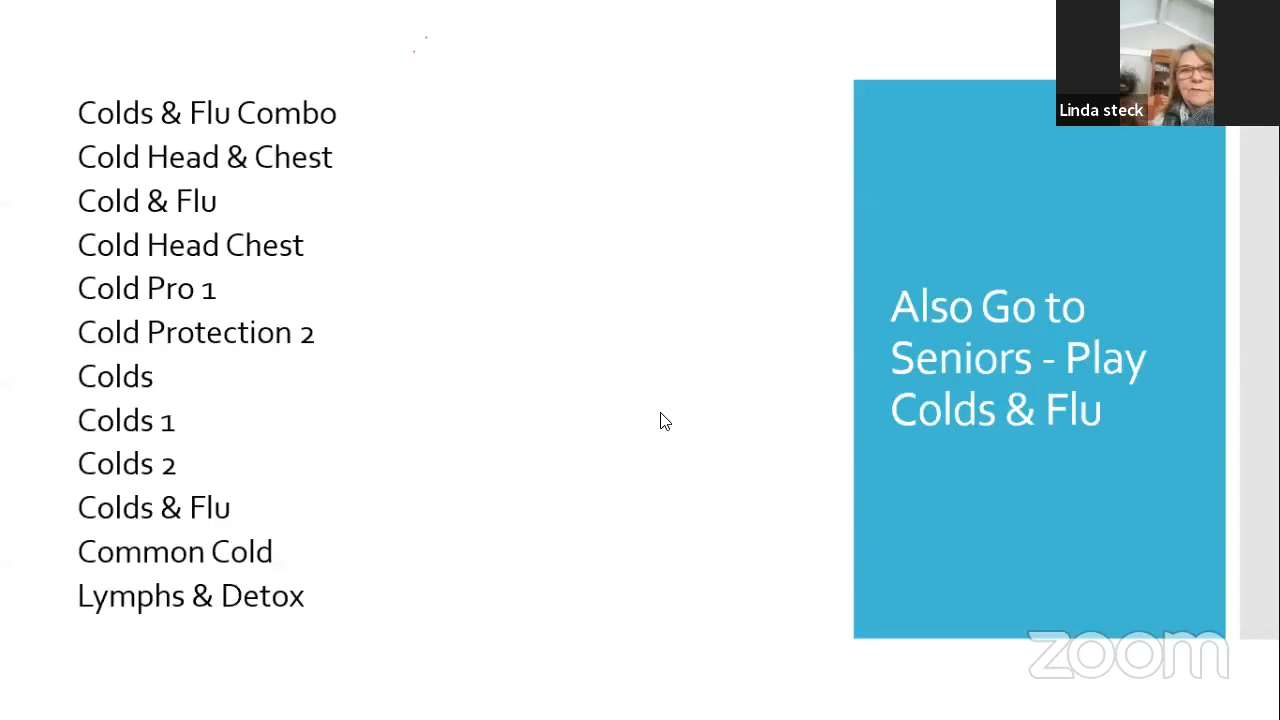 Colds & Flu Combo
Cold Head & Chest
Cold & Flu
Cold Head Chest
Cold Pro 1
Cold Protection 2
Colds
Colds 1
Colds 2
Colds & Flu
Common Cold
Lymphs & Detox
Also Go to
Seniors - Play
Colds & Flu
Linda steck
zoom